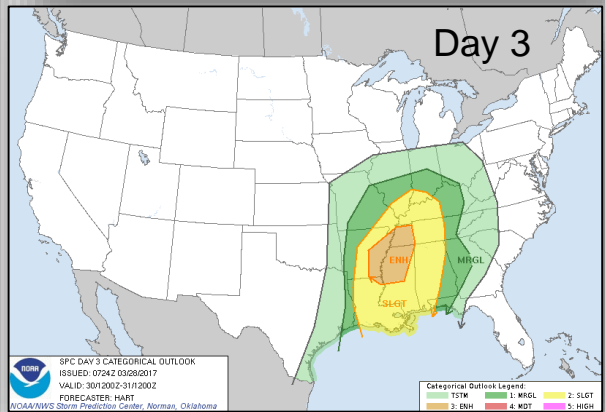 Day 3
ENH
MRGL
SLGT
NOAA
SPC DAY 3 CATEGORICAL OUTLOOK
ISSUED: 0724Z 03/28/2017
VALID: 30/1200Z-31/1200Z
FORECASTER: HART
NOAA/NWS Storm Prediction Center, Norman, Oklahoma
Categorical Outlook Legend:
TSTM 1: MRGL 2: SLGT
3: ENH 4: MDT 5: HIGH